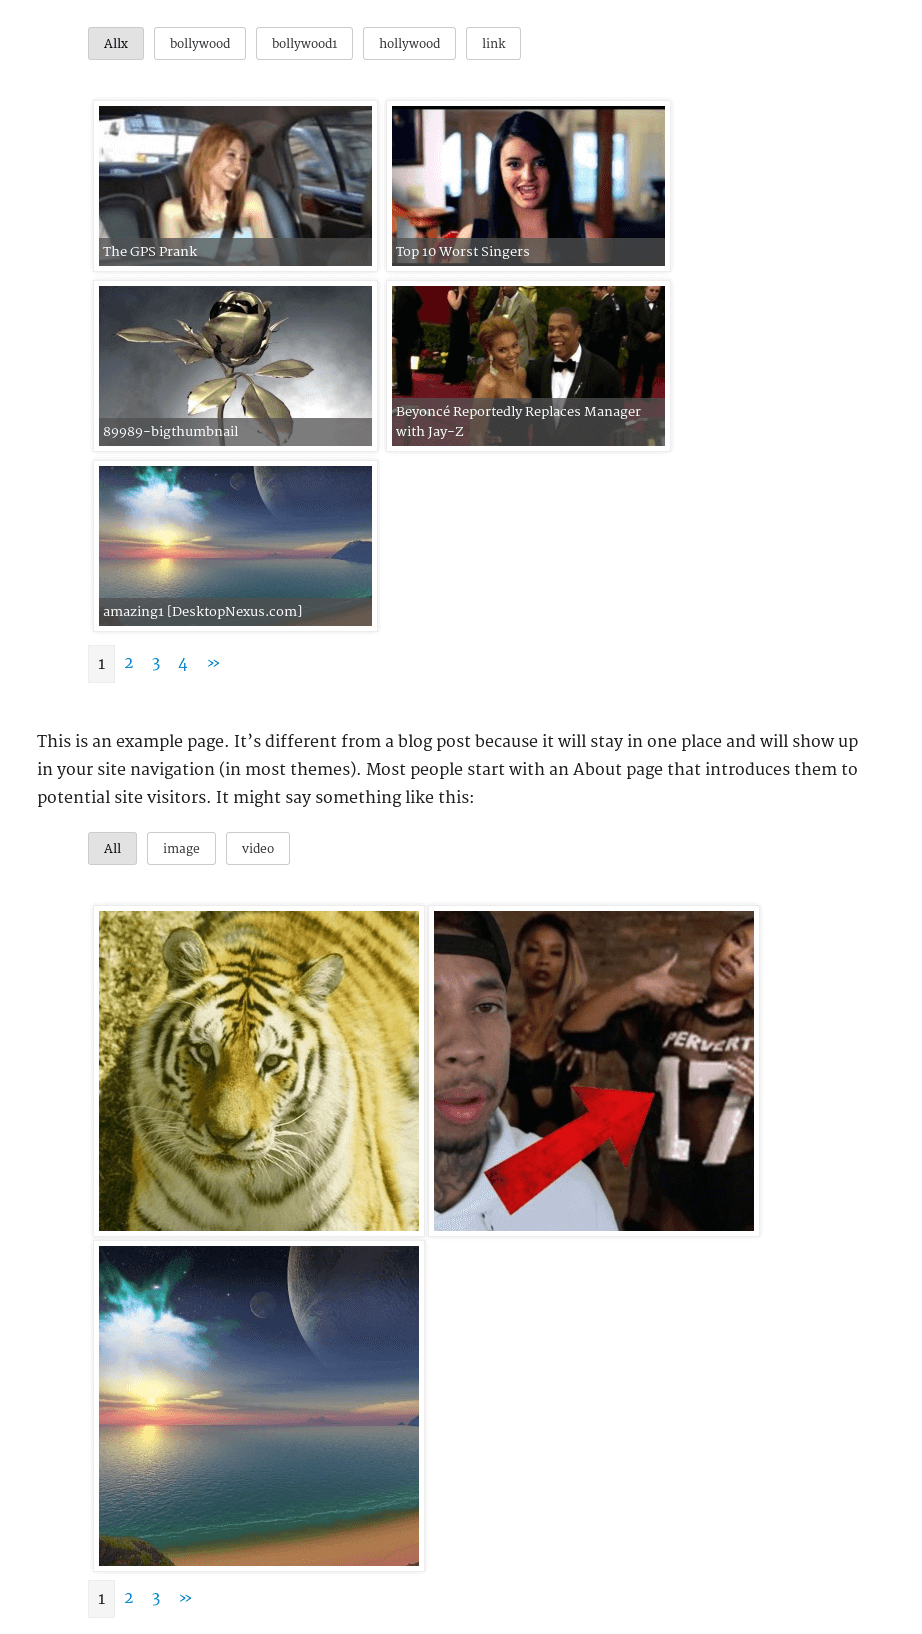 Allx bollywood bollywood1 hollywood link
The GPS Prank
Top 10 Worst Singers
89989-bigthumbnail
Beyoncé Reportedly Replaces Manager
with Jay-Z
amazing1 [DesktopNexus.com]
1 2 3 4 »
This is an example page. It’s different from a blog post because it will stay in one place and will show up
in your site navigation (in most themes). Most people start with an About page that introduces them to
potential site visitors. It might say something like this:
All image video
PERVERT
17
1 2 3 »